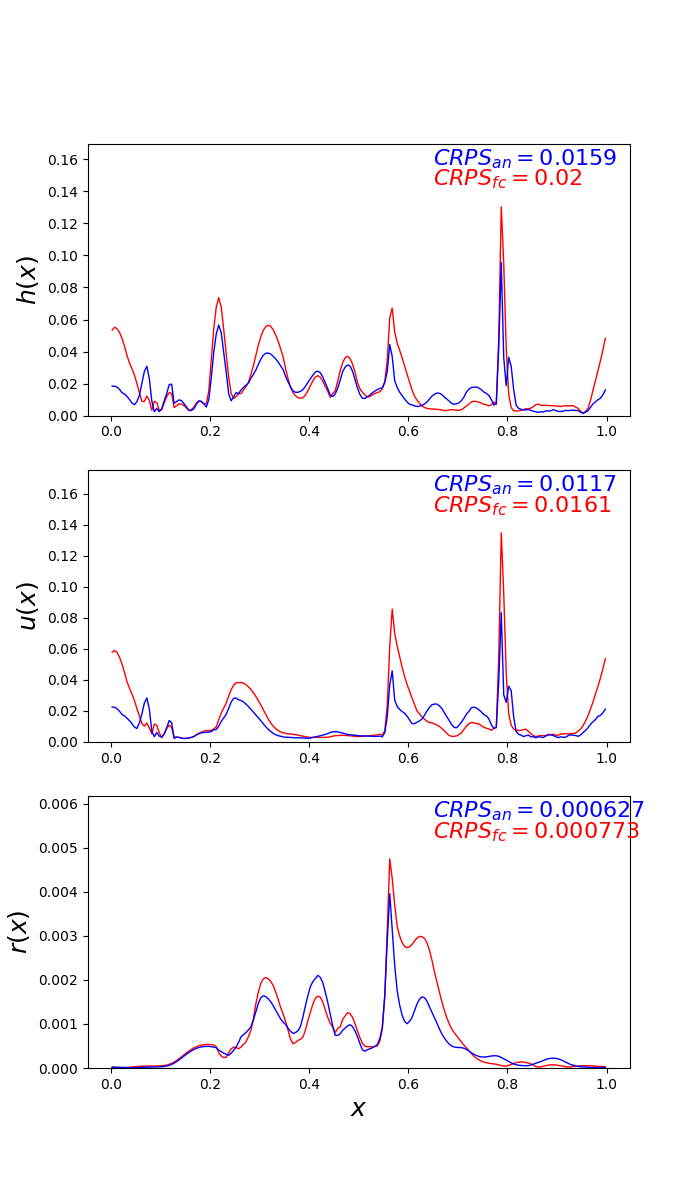 CRPS_an = 0.0159
CRPS_fc = 0.02
h(x)
0.16
0.14
0.12
0.10
0.08
0.06
0.04
0.02
0.00
0.0 0.2 0.4 0.6 0.8 1.0
CRPS_an = 0.0117
CRPS_fc = 0.0161
u(x)
0.16
0.14
0.12
0.10
0.08
0.06
0.04
0.02
0.00
0.0 0.2 0.4 0.6 0.8 1.0
CRPS_an = 0.000627
CRPS_fc = 0.000773
r(x)
0.006
0.005
0.004
0.003
0.002
0.001
0.000
0.0 0.2 0.4 0.6 0.8 1.0
x